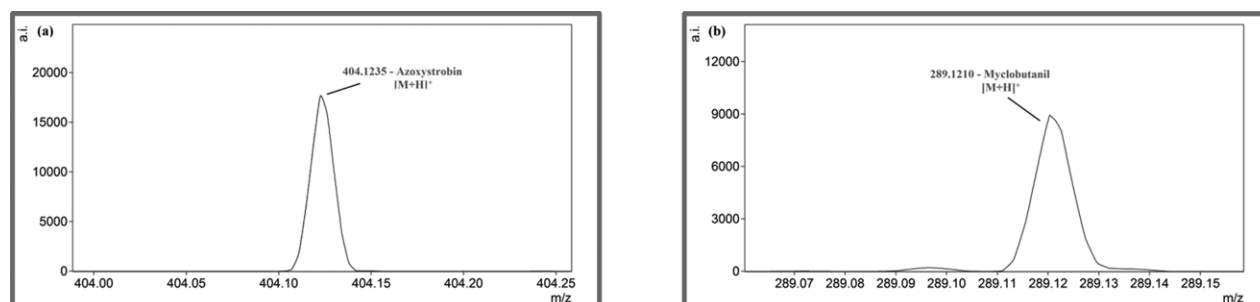 a.i.
(a)
404.1235 - Azoxystrobin
[M+H]⁺
20000
15000
10000
5000
0
404.00 404.05 404.10 404.15 404.20 404.25
m/z
a.i.
(b)
289.1210 - Myclobutanil
[M+H]⁺
12000
9000
6000
3000
0
289.07 289.08 289.09 289.10 289.11 289.12 289.13 289.14 289.15
m/z